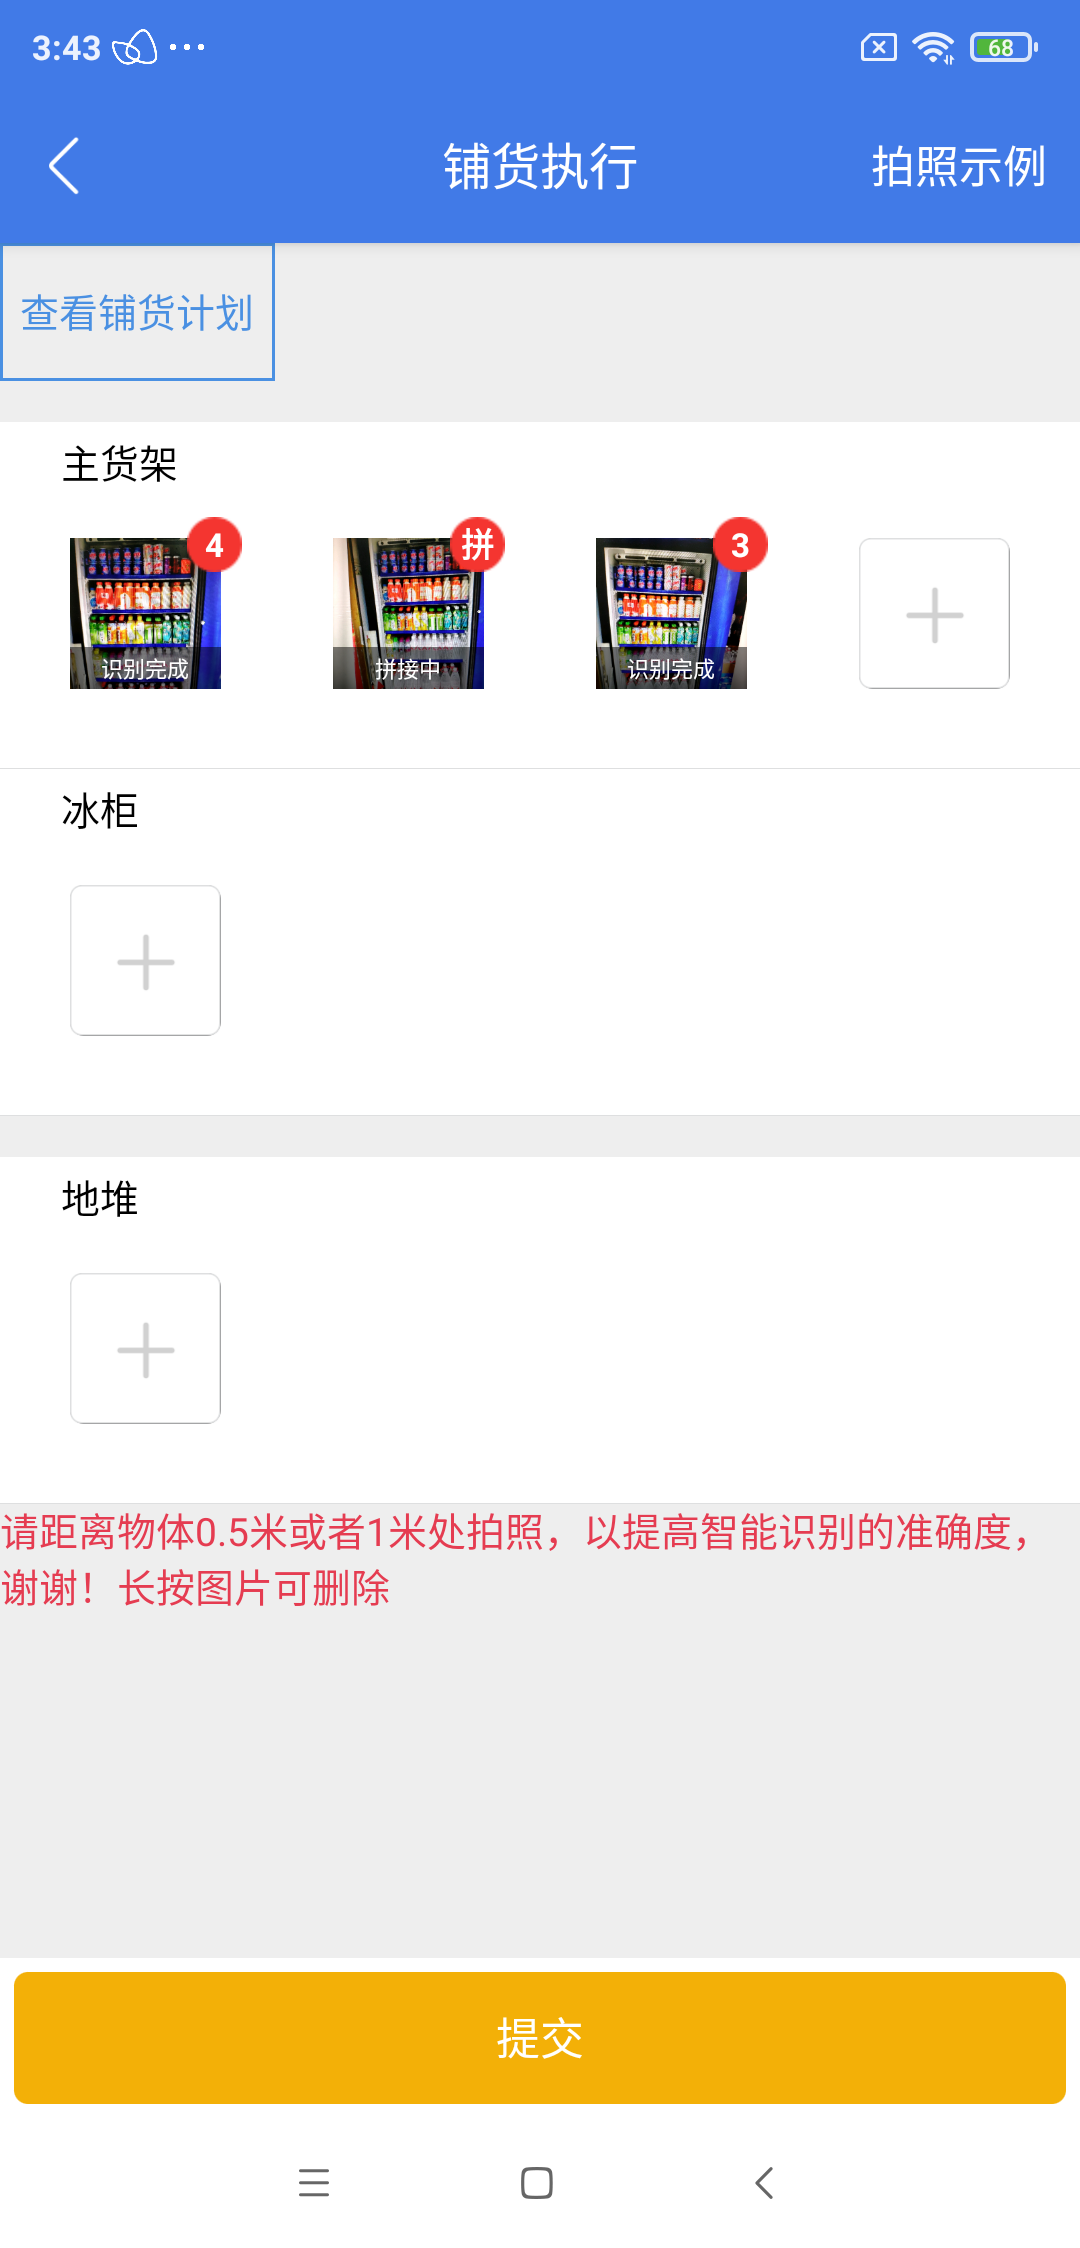 3:43
68
铺货执行
拍照示例
查看铺货计划
主货架
4
拼
3
识别完成
拼接中
识别完成
冰柜
地堆
请距离物体0.5米或者1米处拍照，以提高智能识别的准确度，
谢谢！长按图片可删除
提交